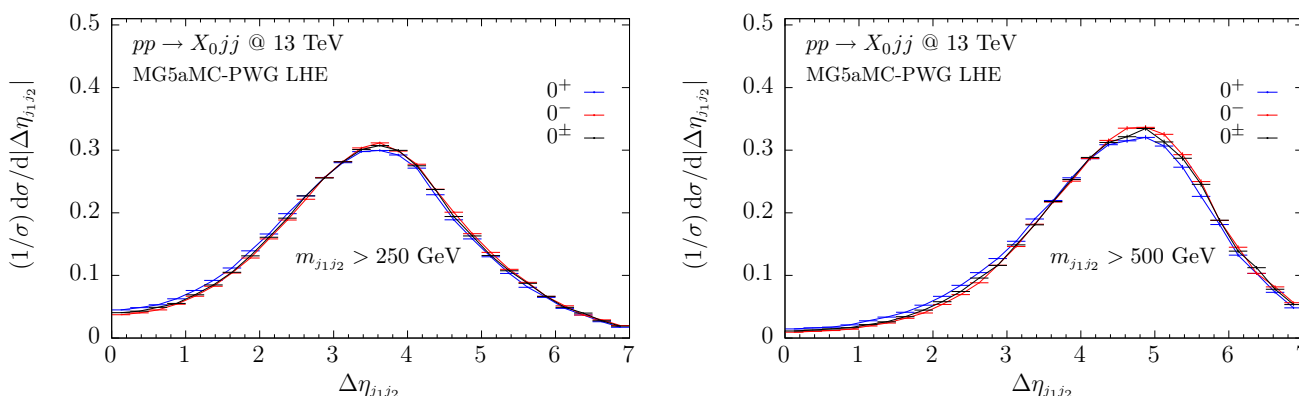 0.5
0.4
0.3
0.2
0.1
0
(1/σ) dσ/d|Δη_{j₁j₂}|
pp → X₀jj @ 13 TeV
MG5aMC-PWG LHE
0⁺
0⁻
0^±
m_{j₁j₂} > 250 GeV
0 1 2 3 4 5 6 7
Δη_{j₁j₂}
0.5
0.4
0.3
0.2
0.1
0
(1/σ) dσ/d|Δη_{j₁j₂}|
pp → X₀jj @ 13 TeV
MG5aMC-PWG LHE
0⁺
0⁻
0^±
m_{j₁j₂} > 500 GeV
0 1 2 3 4 5 6 7
Δη_{j₁j₂}